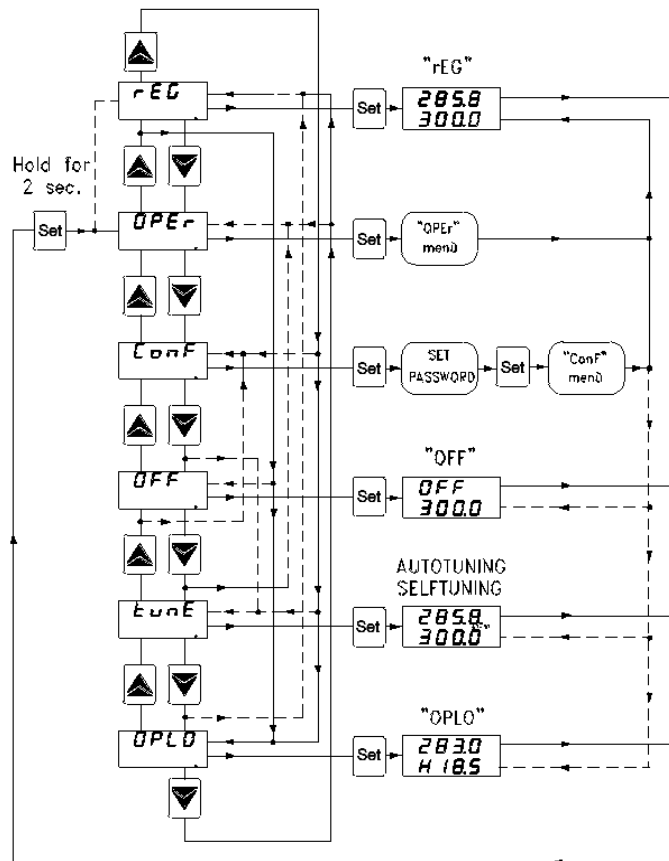 "rEG"
rEG
Set
285.8
300.0
Hold for
2 sec.
Set
OPEr
Set
"OPEr"
menù
ConF
Set
SET
PASSWORD
Set
"ConF"
menù
"OFF"
OFF
Set
OFF
300.0
AUTOTUNING
SELFTUNING
tunE
Set
285.8
300.0
"OPLO"
OPLO
Set
283.0
H 18.5